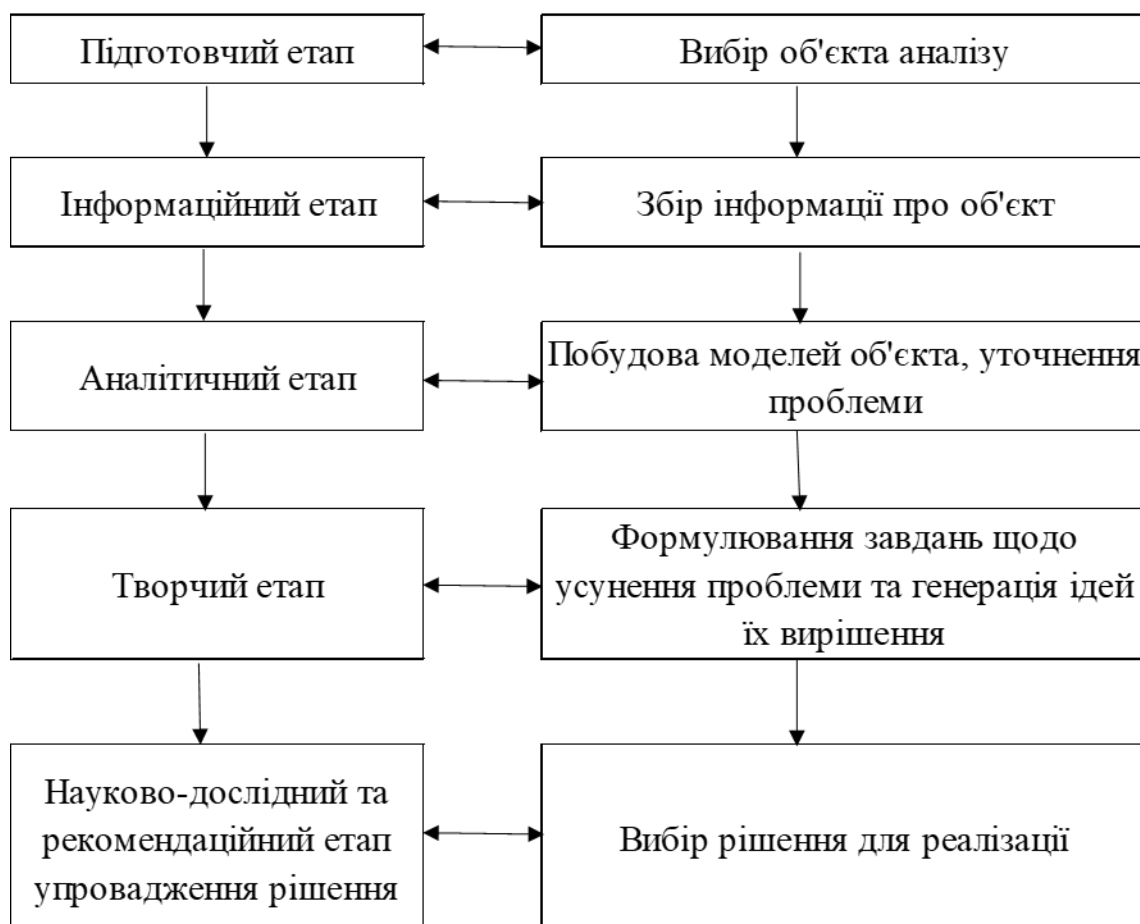 Підготовчий етап
Вибір об'єкта аналізу
Інформаційний етап
Збір інформації про об'єкт
Аналітичний етап
Побудова моделей об'єкта, уточнення
проблеми
Творчий етап
Формулювання завдань щодо
усунення проблеми та генерація ідей
їх вирішення
Науково-дослідний та
рекомендаційний етап
упровадження рішення
Вибір рішення для реалізації